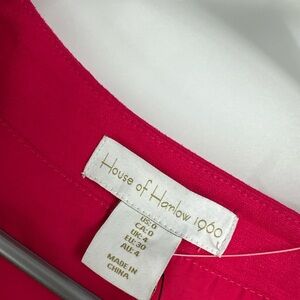 House of Harlow 1960
US:0
CA:0
UK:4
EU:30
AU:4
MADE IN
CHINA